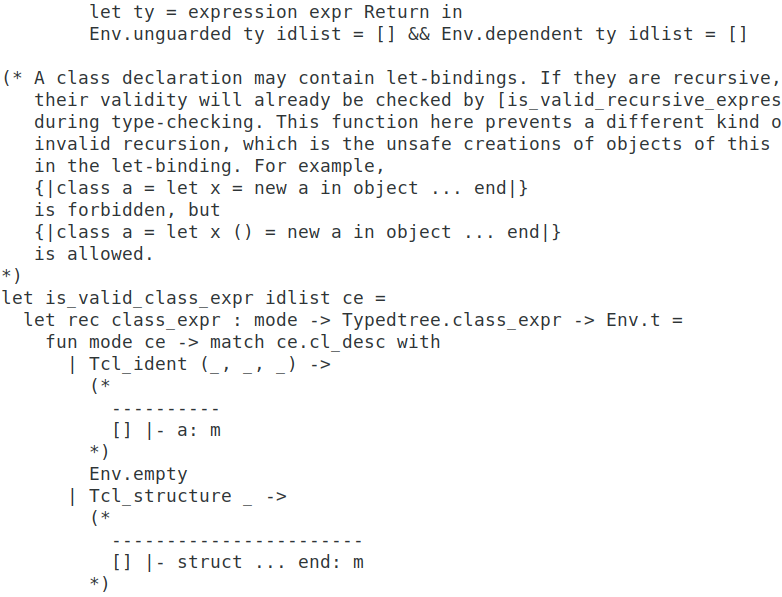 let ty = expression expr Return in
        Env.unguarded ty idlist = [] && Env.dependent ty idlist = []

(* A class declaration may contain let-bindings. If they are recursive,
   their validity will already be checked by [is_valid_recursive_expres
   during type-checking. This function here prevents a different kind o
   invalid recursion, which is the unsafe creations of objects of this
   in the let-binding. For example,
   {|class a = let x = new a in object ... end|}
   is forbidden, but
   {|class a = let x () = new a in object ... end|}
   is allowed.
*)
let is_valid_class_expr idlist ce =
  let rec class_expr : mode -> Typedtree.class_expr -> Env.t =
    fun mode ce -> match ce.cl_desc with
      | Tcl_ident (_, _, _) ->
        (*
          ----------
          [] |- a: m
        *)
        Env.empty
      | Tcl_structure _ ->
        (*
          -----------------------
          [] |- struct ... end: m
        *)